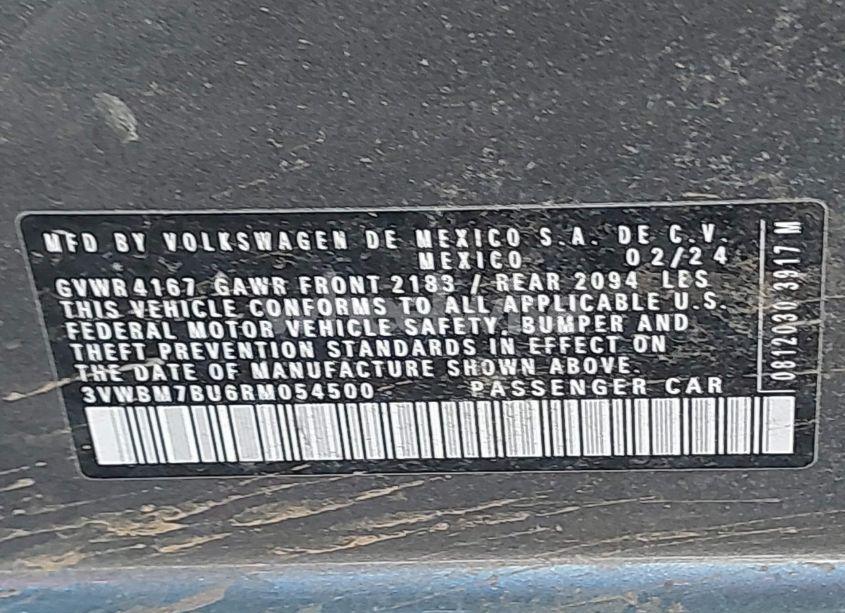 MFD BY VOLKSWAGEN DE MEXICO S.A. DE C.V.
MEXICO 02/24
GVWR 4167 GAWR FRONT 2183 / REAR 2094 LBS
THIS VEHICLE CONFORMS TO ALL APPLICABLE U.S.
FEDERAL MOTOR VEHICLE SAFETY, BUMPER AND
THEFT PREVENTION STANDARDS IN EFFECT ON
THE DATE OF MANUFACTURE SHOWN ABOVE.
3VWBM7BU6RM054500 PASSENGER CAR
0812030 3917 M